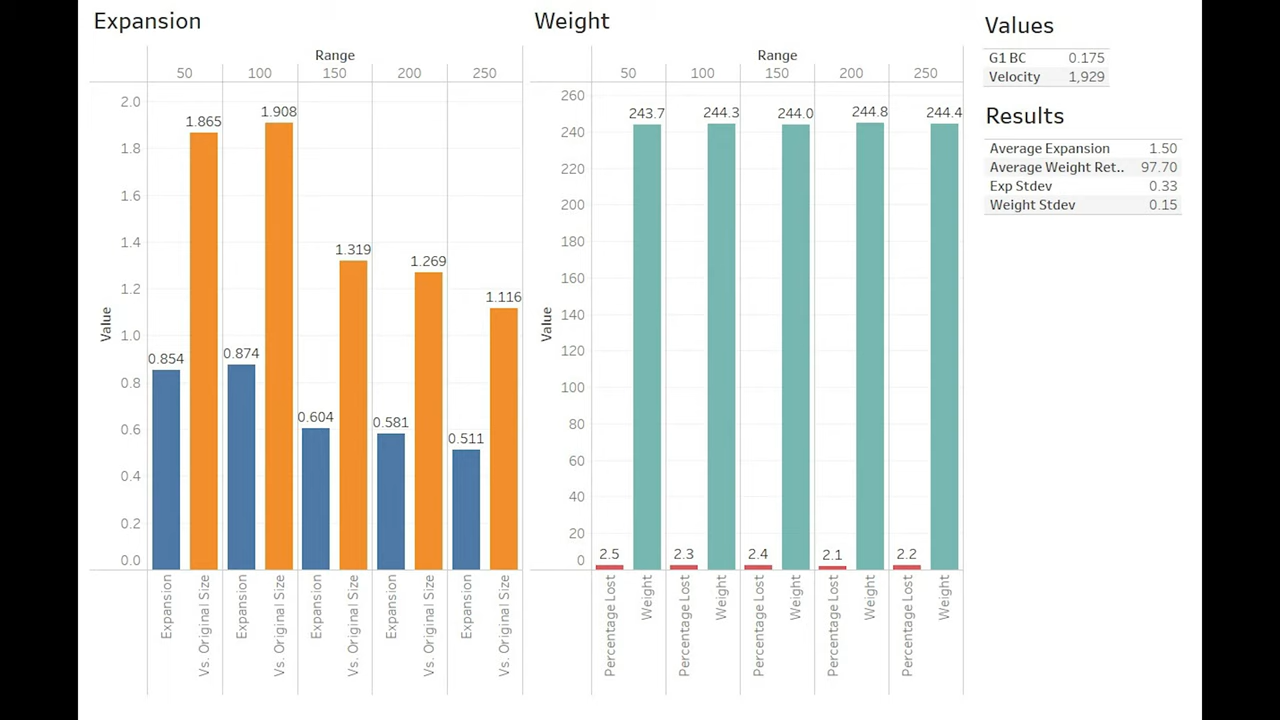 Expansion
Range
50 100 150 200 250
2.0
1.8
1.6
1.4
1.2
1.0
0.8
0.6
0.4
0.2
0.0
Value
0.854 1.865 0.874 1.908 0.604 1.319 0.581 1.269 0.511 1.116
Expansion Vs. Original Size Expansion Vs. Original Size Expansion Vs. Original Size Expansion Vs. Original Size Expansion Vs. Original Size
Weight
Range
50 100 150 200 250
260
240
220
200
180
160
140
120
100
80
60
40
20
0
Value
2.5 243.7 2.3 244.3 2.4 244.0 2.1 244.8 2.2 244.4
Percentage Lost Weight Percentage Lost Weight Percentage Lost Weight Percentage Lost Weight Percentage Lost Weight
Values
G1 BC 0.175
Velocity 1,929
Results
Average Expansion 1.50
Average Weight Ret.. 97.70
Exp Stdev 0.33
Weight Stdev 0.15